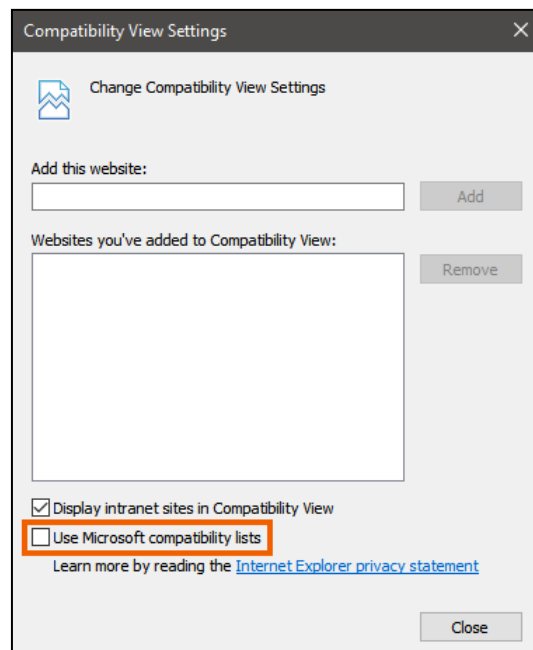 Compatibility View Settings
Change Compatibility View Settings
Add this website:
Add
Websites you've added to Compatibility View:
Remove
Display intranet sites in Compatibility View
Use Microsoft compatibility lists
Learn more by reading the Internet Explorer privacy statement
Close